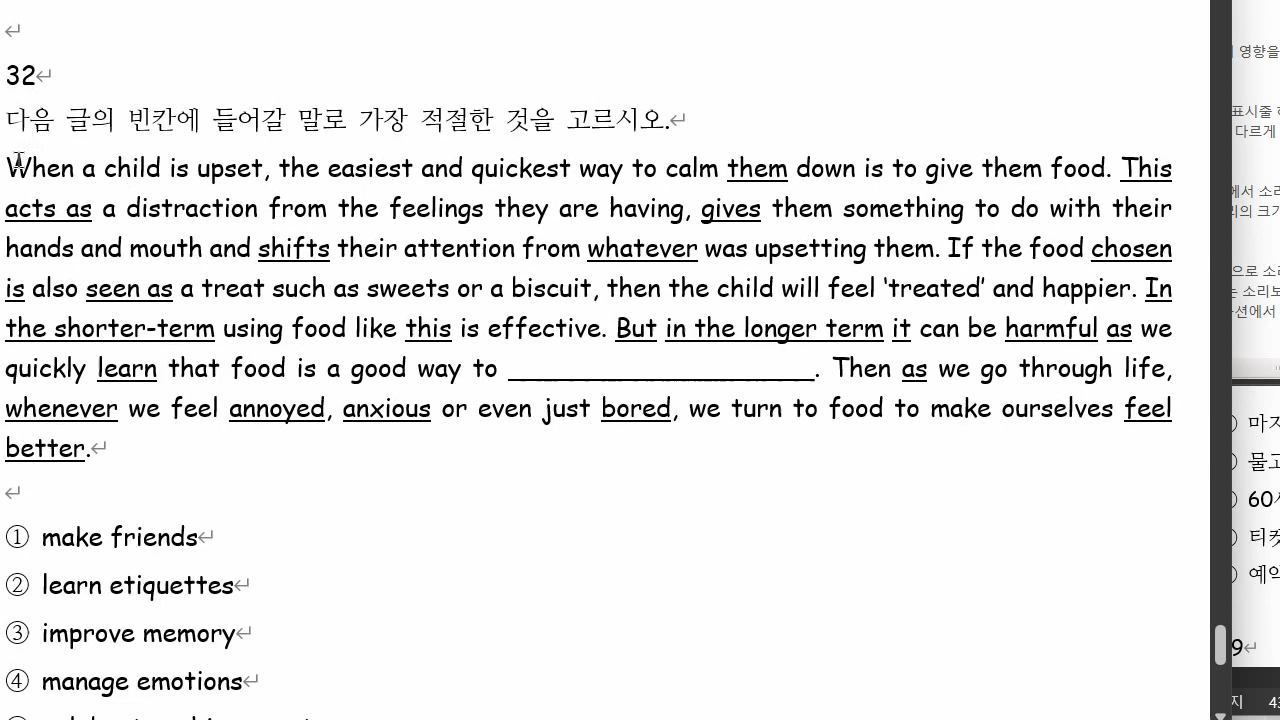 32
다음 글의 빈칸에 들어갈 말로 가장 적절한 것을 고르시오.
When a child is upset, the easiest and quickest way to calm them down is to give them food. This
acts as a distraction from the feelings they are having, gives them something to do with their
hands and mouth and shifts their attention from whatever was upsetting them. If the food chosen
is also seen as a treat such as sweets or a biscuit, then the child will feel ‘treated’ and happier. In
the shorter-term using food like this is effective. But in the longer term it can be harmful as we
quickly learn that food is a good way to ____________________. Then as we go through life,
whenever we feel annoyed, anxious or even just bored, we turn to food to make ourselves feel
better.
① make friends
② learn etiquettes
③ improve memory
④ manage emotions
영향을
표시줄
다르게
에서 소리
리의 크기
으로 소리
는 소리보
션에서
마지
물고
60
티켓
예약
9
지 43